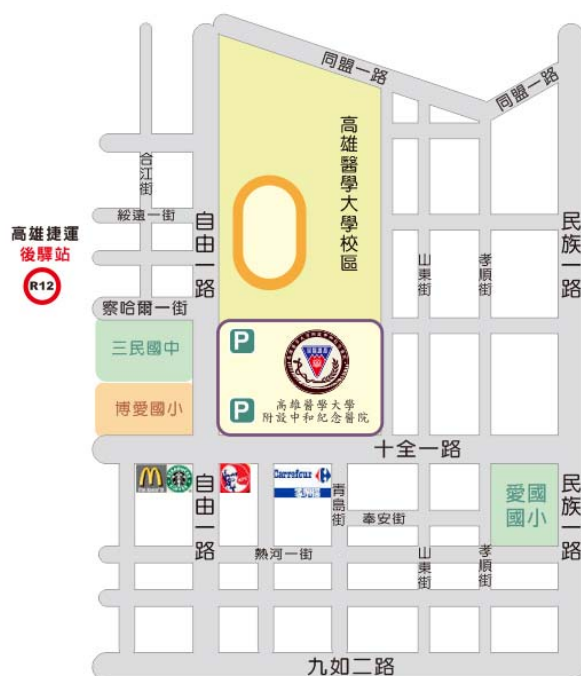 同盟一路
同盟一路
高雄醫學大學校區
合江街
綏遠一街
自由一路
民族一路
高雄捷運
後驛站
R12
山東街
孝順街
察哈爾一街
三民國中
P
博愛國小
P
高雄醫學大學
附設中和紀念醫院
十全一路
Carrefour
KFC
自由一路
青島街
愛國
國小
民族一路
奉安街
熱河一街
山東街
孝順街
九如二路